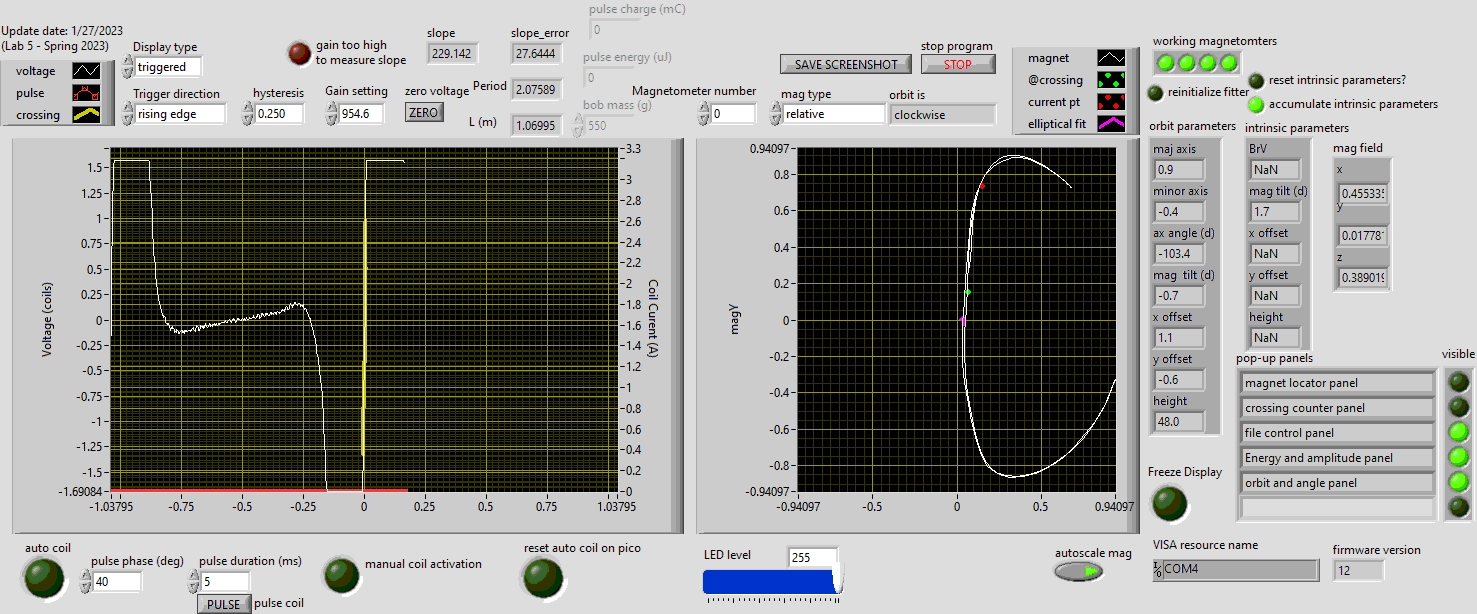 Update date: 1/27/2023
(Lab 5 - Spring 2023)
voltage
pulse
crossing
Display type
triggered
Trigger direction
rising edge
hysteresis
0.250
gain too high
to measure slope
Gain setting
954.6
zero voltage
ZERO
slope
229.142
slope_error
27.6444
Period
2.07589
L (m)
1.06995
pulse charge (mC)
0
pulse energy (uJ)
0
bob mass (g)
550
Magnetometer number
0
SAVE SCREENSHOT
stop program
STOP
mag type
relative
orbit is
clockwise
magnet
@crossing
current pt
elliptical fit
working magnetomters
reinitialize fitter
reset intrinsic parameters?
accumulate intrinsic parameters
orbit parameters
maj axis
0.9
minor axis
-0.4
ax angle (d)
-103.4
mag tilt (d)
-0.7
x offset
1.1
y offset
-0.6
height
48.0
intrinsic parameters
BrV
NaN
mag tilt (d)
1.7
x offset
NaN
y offset
NaN
height
NaN
mag field
x
y
0.01778
z
Voltage (coils)
1.5
1.25
1
0.75
0.5
0.25
0
-0.25
-0.5
-0.75
-1
-1.25
-1.5
-1.69084
-1.03795
-0.75
-0.5
-0.25
0
0.25
0.5
0.75
1.03795
3.3
3
2.8
2.6
2.4
2.2
2
1.8
1.6
1.4
1.2
1
0.8
0.6
0.4
0.2
0
Coil Curent (A)
magy
0.94097
0.8
0.6
0.4
0.2
0
-0.2
-0.4
-0.6
-0.8
-0.94097
-0.94097
-0.5
0
0.5
0.94097
pop-up panels
visible
magnet locator panel
crossing counter panel
file control panel
Energy and amplitude panel
orbit and angle panel
Freeze Display
auto coil
pulse phase (deg)
40
pulse duration (ms)
5
PULSE
pulse coil
manual coil activation
reset auto coil on pico
LED level
255
autoscale mag
VISA resource name
COM4
firmware version
12